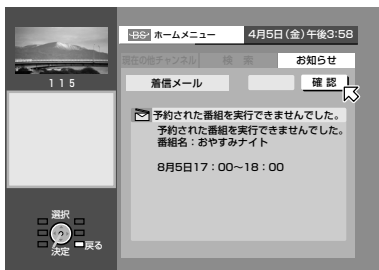 BS ホームメニュー 4月5日(金)午後3:58
現在の他チャンネル 検索 お知らせ
115
着信メール 確認
予約された番組を実行できませんでした。
予約された番組を実行できませんでした。
番組名：おやすみナイト
8月5日17：00〜18：00
選択
?
戻る
決定